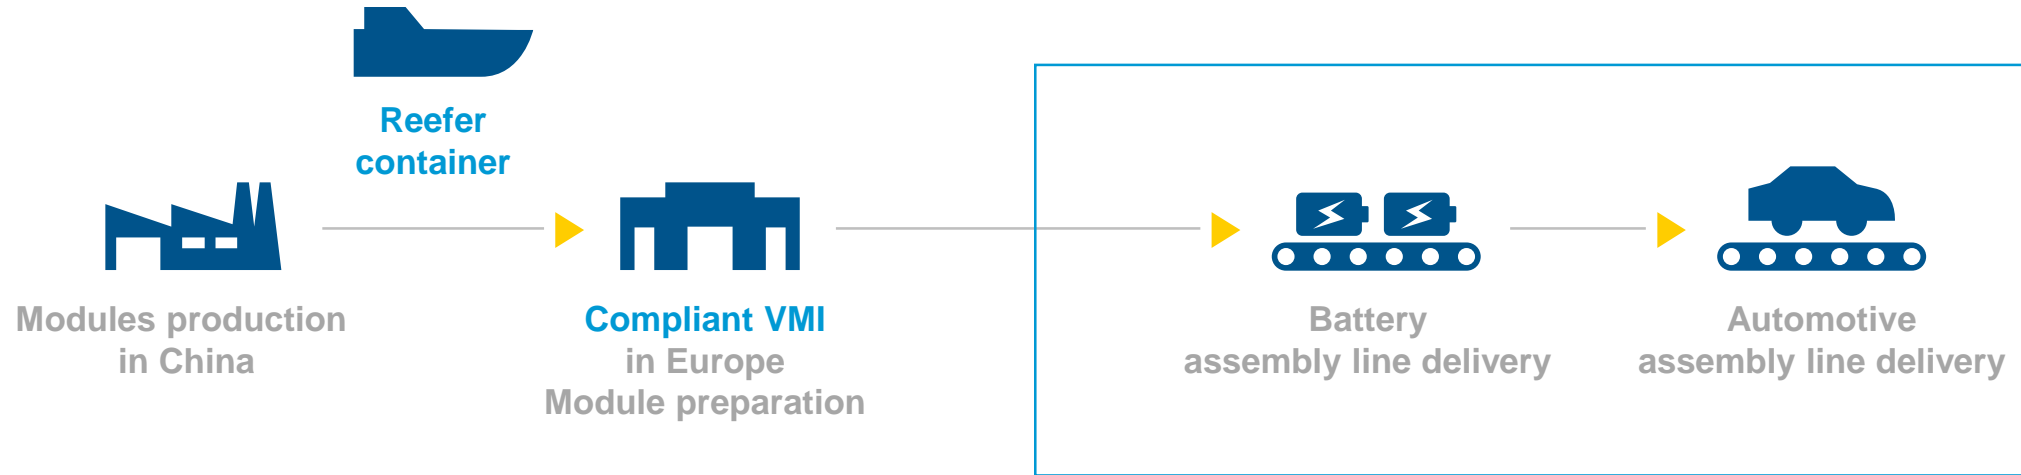 Reefer
container
Modules production
in China
Compliant VMI
in Europe
Module preparation
Battery
assembly line delivery
Automotive
assembly line delivery